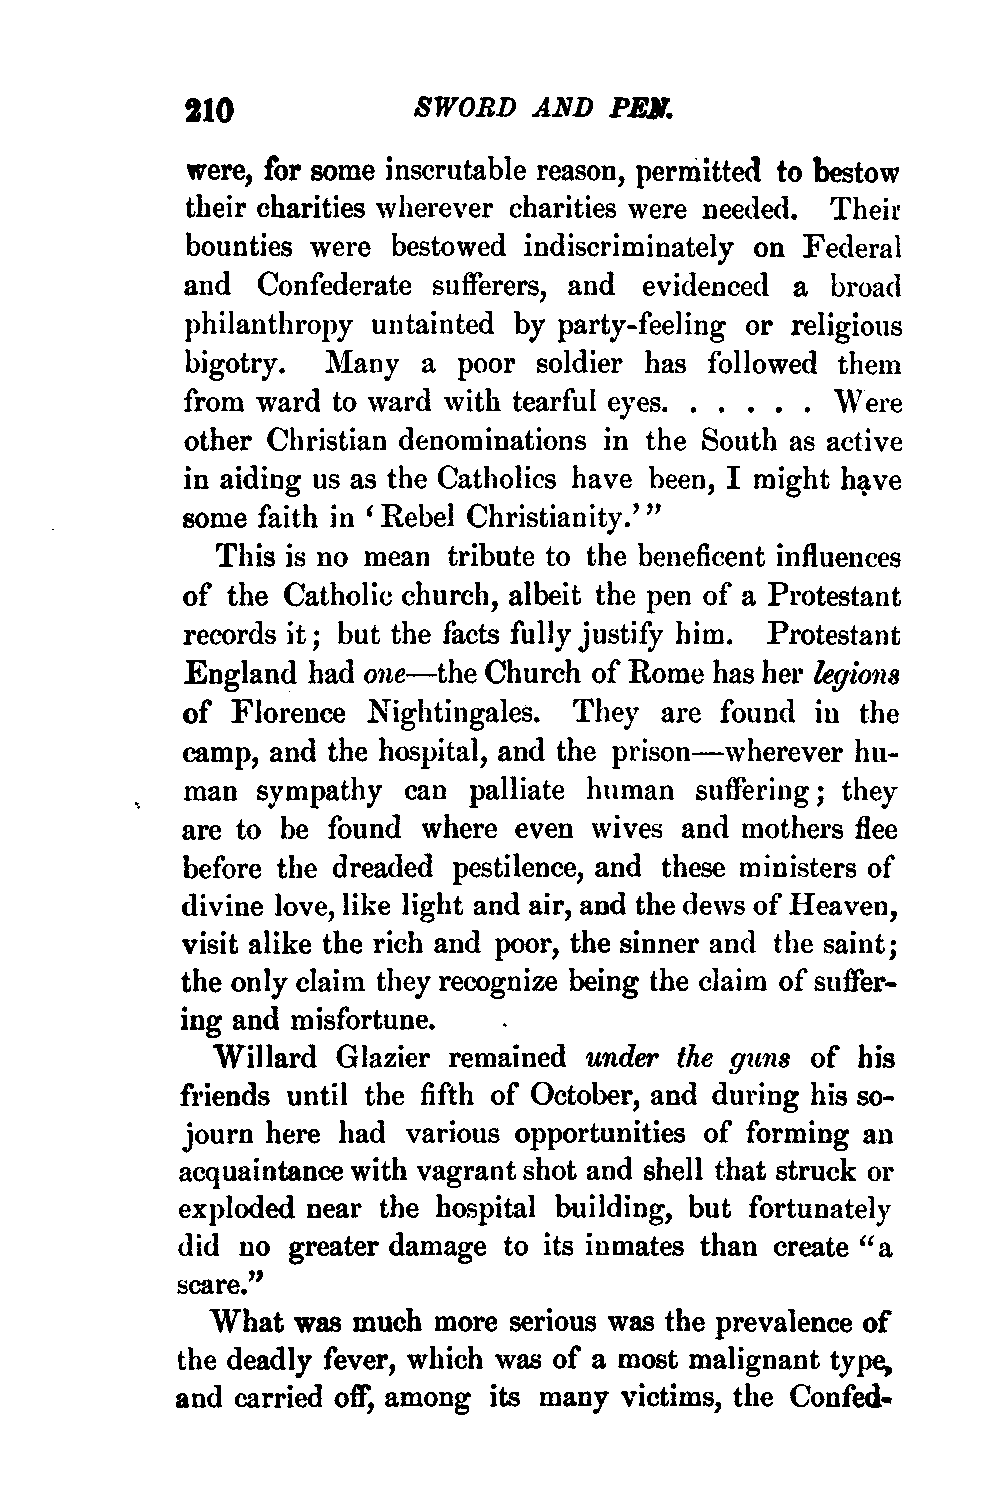 210 SWORD AND PEN.
were, for some inscrutable reason, permitted to bestow
their charities wherever charities were needed. Their
bounties were bestowed indiscriminately on Federal
and Confederate sufferers, and evidenced a broad
philanthropy untainted by party-feeling or religious
bigotry. Many a poor soldier has followed them
from ward to ward with tearful eyes. . . . . . . Were
other Christian denominations in the South as active
in aiding us as the Catholics have been, I might have
some faith in ‘Rebel Christianity.’”
This is no mean tribute to the beneficent influences
of the Catholic church, albeit the pen of a Protestant
records it; but the facts fully justify him. Protestant
England had one—the Church of Rome has her legions
of Florence Nightingales. They are found in the
camp, and the hospital, and the prison—wherever hu-
man sympathy can palliate human suffering; they
are to be found where even wives and mothers flee
before the dreaded pestilence, and these ministers of
divine love, like light and air, and the dews of Heaven,
visit alike the rich and poor, the sinner and the saint;
the only claim they recognize being the claim of suffer-
ing and misfortune.
Willard Glazier remained under the guns of his
friends until the fifth of October, and during his so-
journ here had various opportunities of forming an
acquaintance with vagrant shot and shell that struck or
exploded near the hospital building, but fortunately
did no greater damage to its inmates than create “a
scare.”
What was much more serious was the prevalence of
the deadly fever, which was of a most malignant type,
and carried off, among its many victims, the Confed-